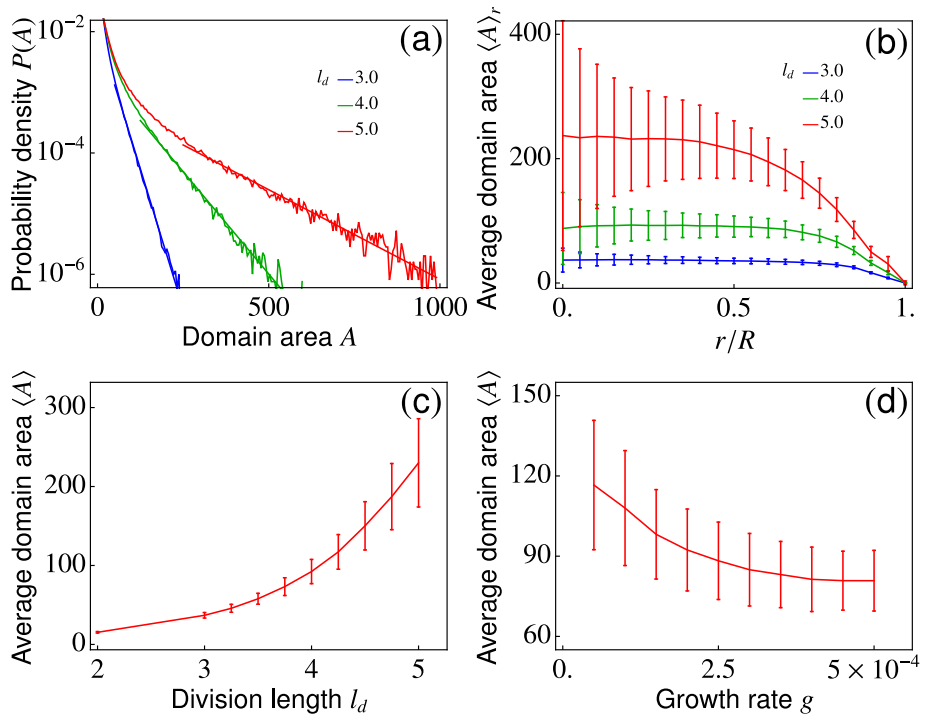 (a)
Probability density P(A)
10⁻²
10⁻⁴
10⁻⁶
l_d
3.0
4.0
5.0
0
500
1000
Domain area A
(b)
Average domain area ⟨A⟩ᵣ
400
200
0
l_d
3.0
4.0
5.0
0.
0.5
1.
r/R
(c)
Average domain area ⟨A⟩
300
200
100
0
2
3
4
5
Division length l_d
(d)
Average domain area ⟨A⟩
150
120
90
60
0.
2.5
5 × 10⁻⁴
Growth rate g